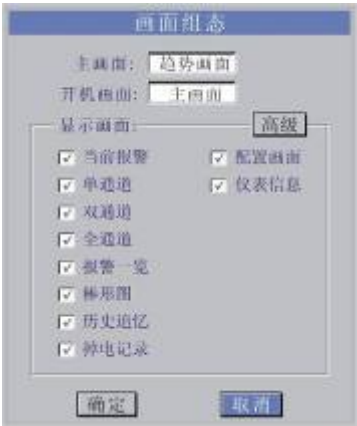 画面组态
主画面: 趋势画面
开机画面: 主画面
显示画面: 高级
当前报警 配置画面
单通道 仪表信息
双通道
全通道
报警一览
棒形图
历史追忆
掉电记录
确定 取消